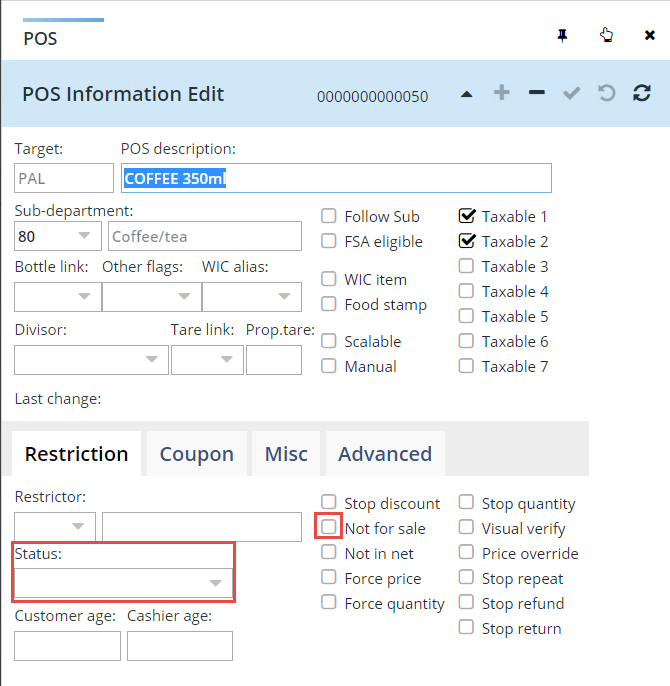 POS
POS Information Edit 0000000000050
Target: POS description:
PAL COFFEE 350ml
Sub-department:
80 Coffee/tea
Follow Sub Taxable 1
FSA eligible Taxable 2
Bottle link: Other flags: WIC alias: WIC item Taxable 3
Food stamp Taxable 4
Taxable 5
Divisor: Tare link: Prop.tare:
Scalable Taxable 6
Manual Taxable 7
Last change:
Restriction Coupon Misc Advanced
Restrictor: Stop discount Stop quantity
Not for sale Visual verify
Status: Not in net Price override
Force price Stop repeat
Force quantity Stop refund
Customer age: Cashier age: Stop return